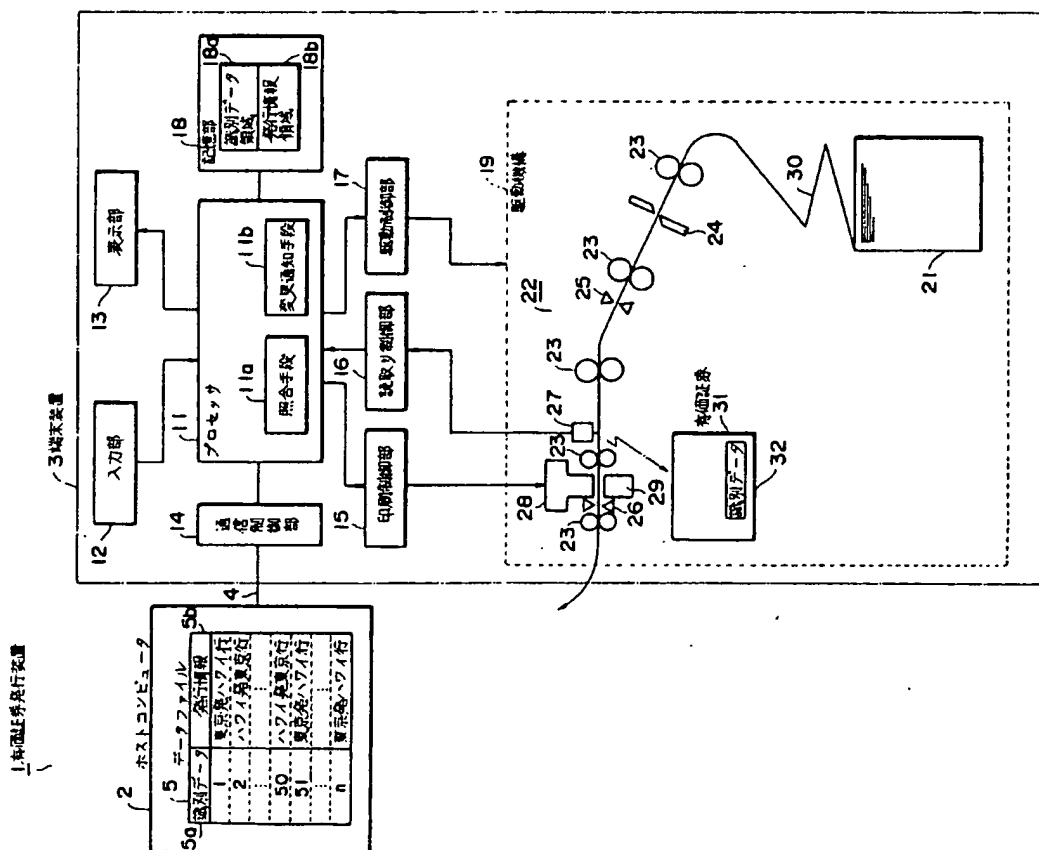 1 有価証券発行装置
2 ホストコンピュータ
5 データファイル
5a
5b
識別データ
発行情報
1
東京発ハワイ行
2
ハワイ発東京行
50
ハワイ発東京行
51
東京発ハワイ行
n
東京発ハワイ行
4
3 端末装置
12
入力部
13
表示部
14
通信制御部
11
プロセッサ
11a
照合手段
11b
変更通知手段
18
記憶部
18a
識別データ領域
18b
発行情報領域
15
印刷制御部
16
読取り制御部
17
駆動制御部
19
駆動機構
22
23
23
23
23
23
24
25
26
27
28
29
30
21
有価証券
31
識別データ
32